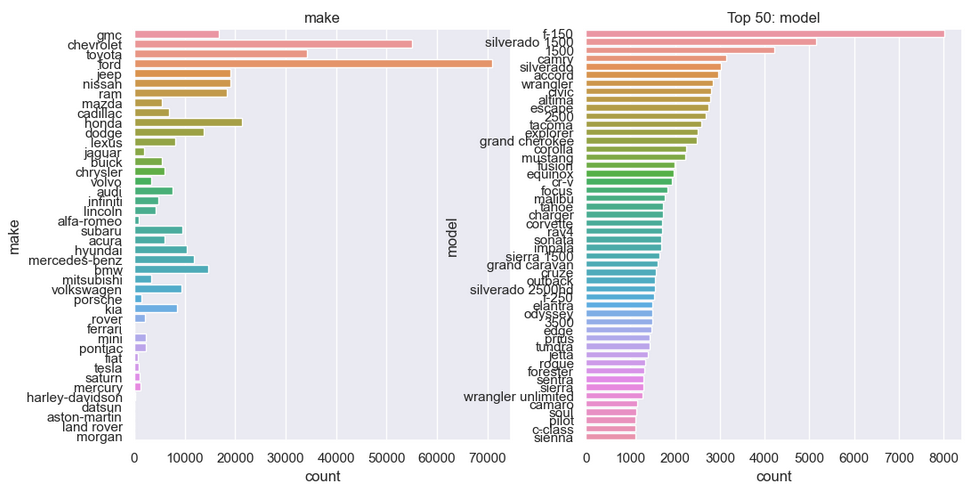 make
gmc
chevrolet
toyota
ford
jeep
nissan
ram
mazda
cadillac
honda
dodge
lexus
jaguar
buick
chrysler
volvo
audi
infiniti
lincoln
alfa-romeo
subaru
acura
hyundai
mercedes-benz
bmw
mitsubishi
volkswagen
porsche
kia
rover
ferrari
mini
pontiac
fiat
tesla
saturn
mercury
harley-davidson
datsun
aston-martin
land rover
morgan
make
0 10000 20000 30000 40000 50000 60000 70000
count
Top 50: model
f-150
silverado 1500
1500
camry
silverado
accord
wrangler
civic
altima
escape
2500
tacoma
explorer
grand cherokee
corolla
mustang
fusion
equinox
cr-v
focus
malibu
tahoe
charger
corvette
rav4
sonata
impala
sierra 1500
grand caravan
cruze
outback
silverado 2500hd
f-250
elantra
odyssey
3500
edge
prius
tundra
jetta
rogue
forester
sentra
sierra
wrangler unlimited
camaro
soul
pilot
c-class
sienna
model
0 1000 2000 3000 4000 5000 6000 7000 8000
count